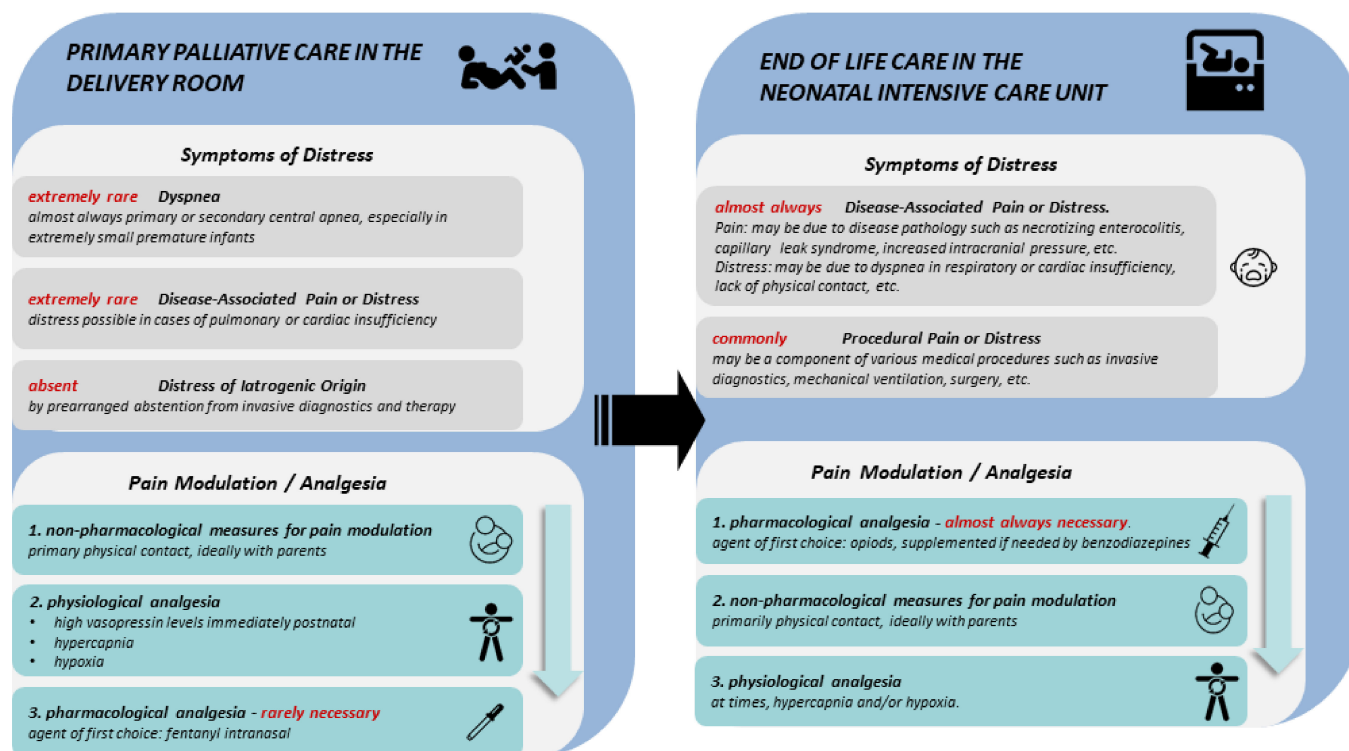 PRIMARY PALLIATIVE CARE IN THE
DELIVERY ROOM
Symptoms of Distress
extremely rare Dyspnea
almost always primary or secondary central apnea, especially in
extremely small premature infants
extremely rare Disease-Associated Pain or Distress
distress possible in cases of pulmonary or cardiac insufficiency
absent Distress of Iatrogenic Origin
by prearranged abstention from invasive diagnostics and therapy
Pain Modulation / Analgesia
1. non-pharmacological measures for pain modulation
primary physical contact, ideally with parents
2. physiological analgesia
• high vasopressin levels immediately postnatal
• hypercapnia
• hypoxia
3. pharmacological analgesia - rarely necessary
agent of first choice: fentanyl intranasal
END OF LIFE CARE IN THE
NEONATAL INTENSIVE CARE UNIT
Symptoms of Distress
almost always Disease-Associated Pain or Distress.
Pain: may be due to disease pathology such as necrotizing enterocolitis,
capillary leak syndrome, increased intracranial pressure, etc.
Distress: may be due to dyspnea in respiratory or cardiac insufficiency,
lack of physical contact, etc.
commonly Procedural Pain or Distress
may be a component of various medical procedures such as invasive
diagnostics, mechanical ventilation, surgery, etc.
Pain Modulation / Analgesia
1. pharmacological analgesia - almost always necessary.
agent of first choice: opiods, supplemented if needed by benzodiazepines
2. non-pharmacological measures for pain modulation
primarily physical contact, ideally with parents
3. physiological analgesia
at times, hypercapnia and/or hypoxia.